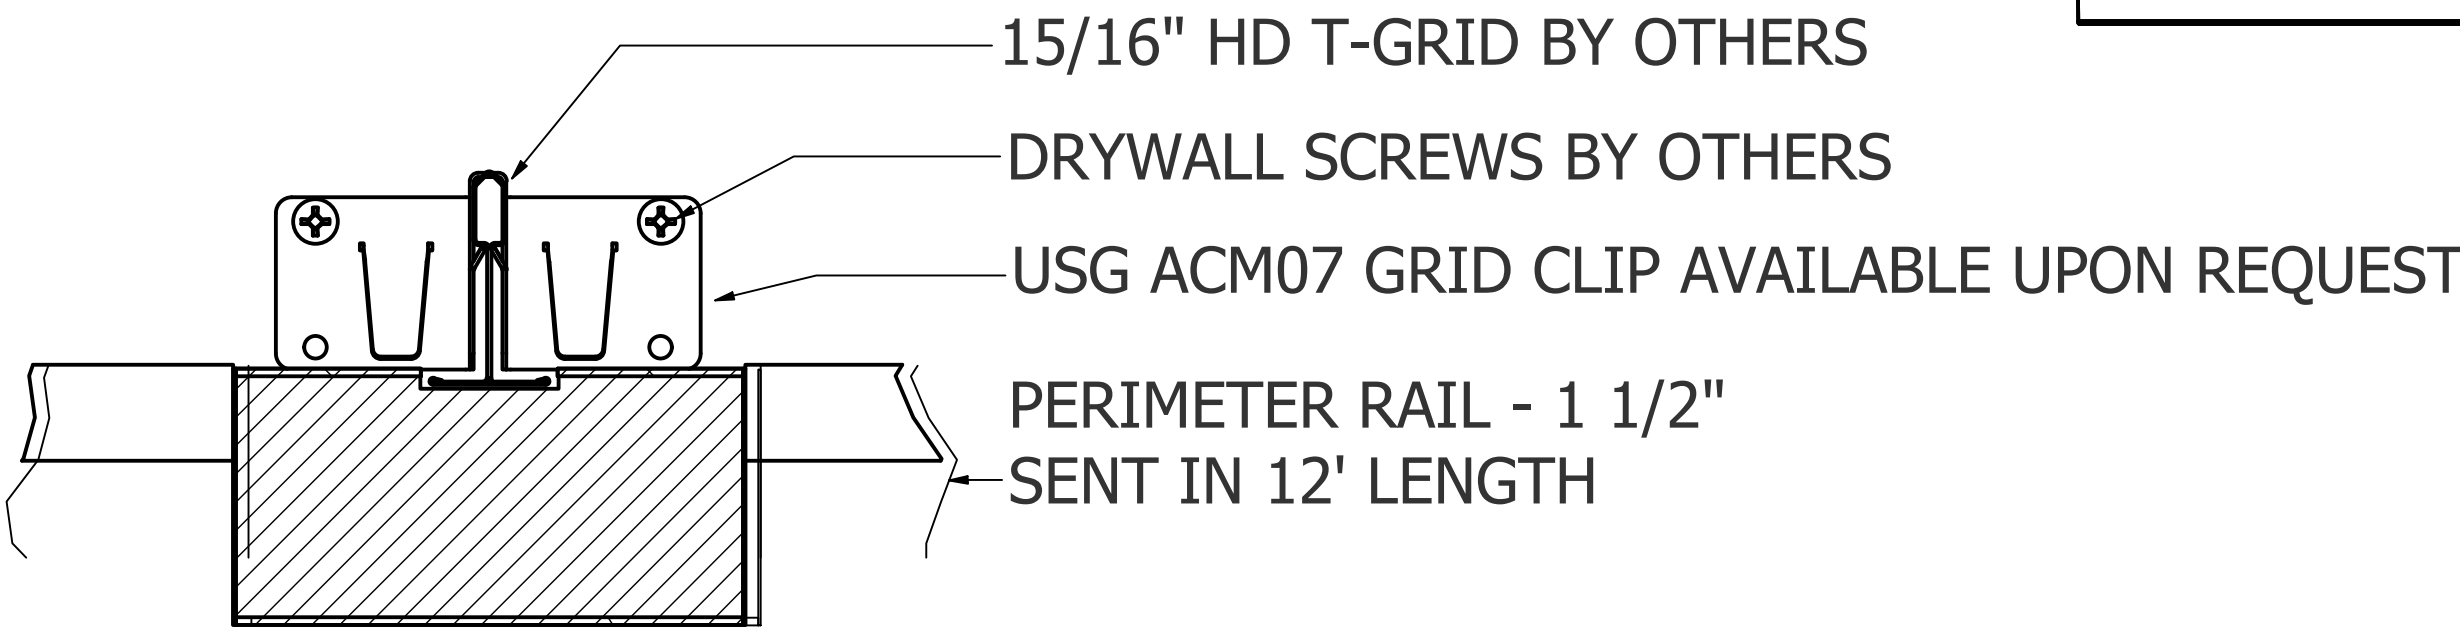 15/16" HD T-GRID BY OTHERS
DRYWALL SCREWS BY OTHERS
USG ACM07 GRID CLIP AVAILABLE UPON REQUEST
PERIMETER RAIL - 1 1/2"
SENT IN 12' LENGTH